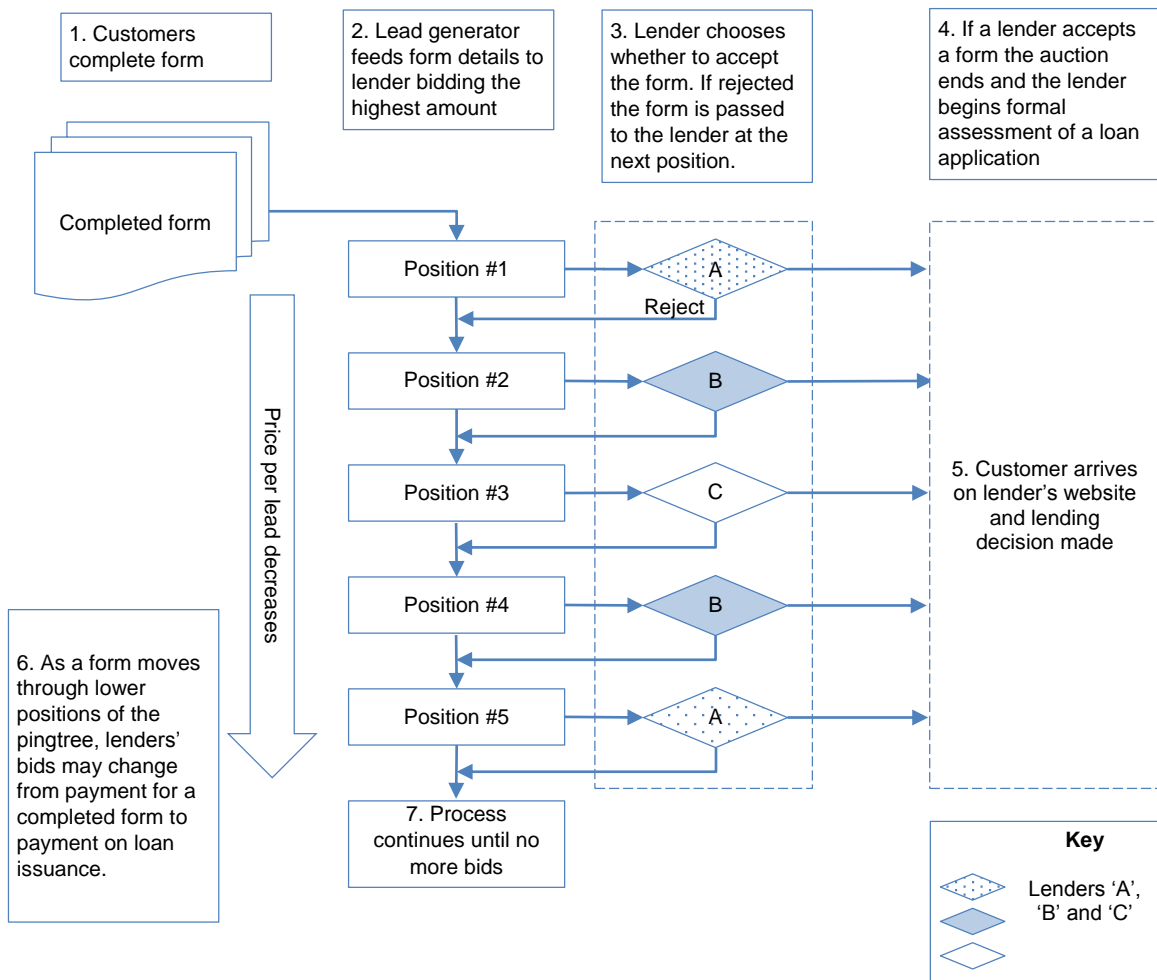 1. Customers
complete form
2. Lead generator
feeds form details to
lender bidding the
highest amount
3. Lender chooses
whether to accept
the form. If rejected
the form is passed
to the lender at the
next position.
4. If a lender accepts
a form the auction
ends and the lender
begins formal
assessment of a loan
application
Completed form
Position #1
A
Reject
Position #2
B
Price per lead decreases
Position #3
C
5. Customer arrives
on lender’s website
and lending
decision made
Position #4
B
6. As a form moves
through lower
positions of the
pingtree, lenders’
bids may change
from payment for a
completed form to
payment on loan
issuance.
Position #5
A
7. Process
continues until no
more bids
Key
Lenders ‘A’,
‘B’ and ‘C’